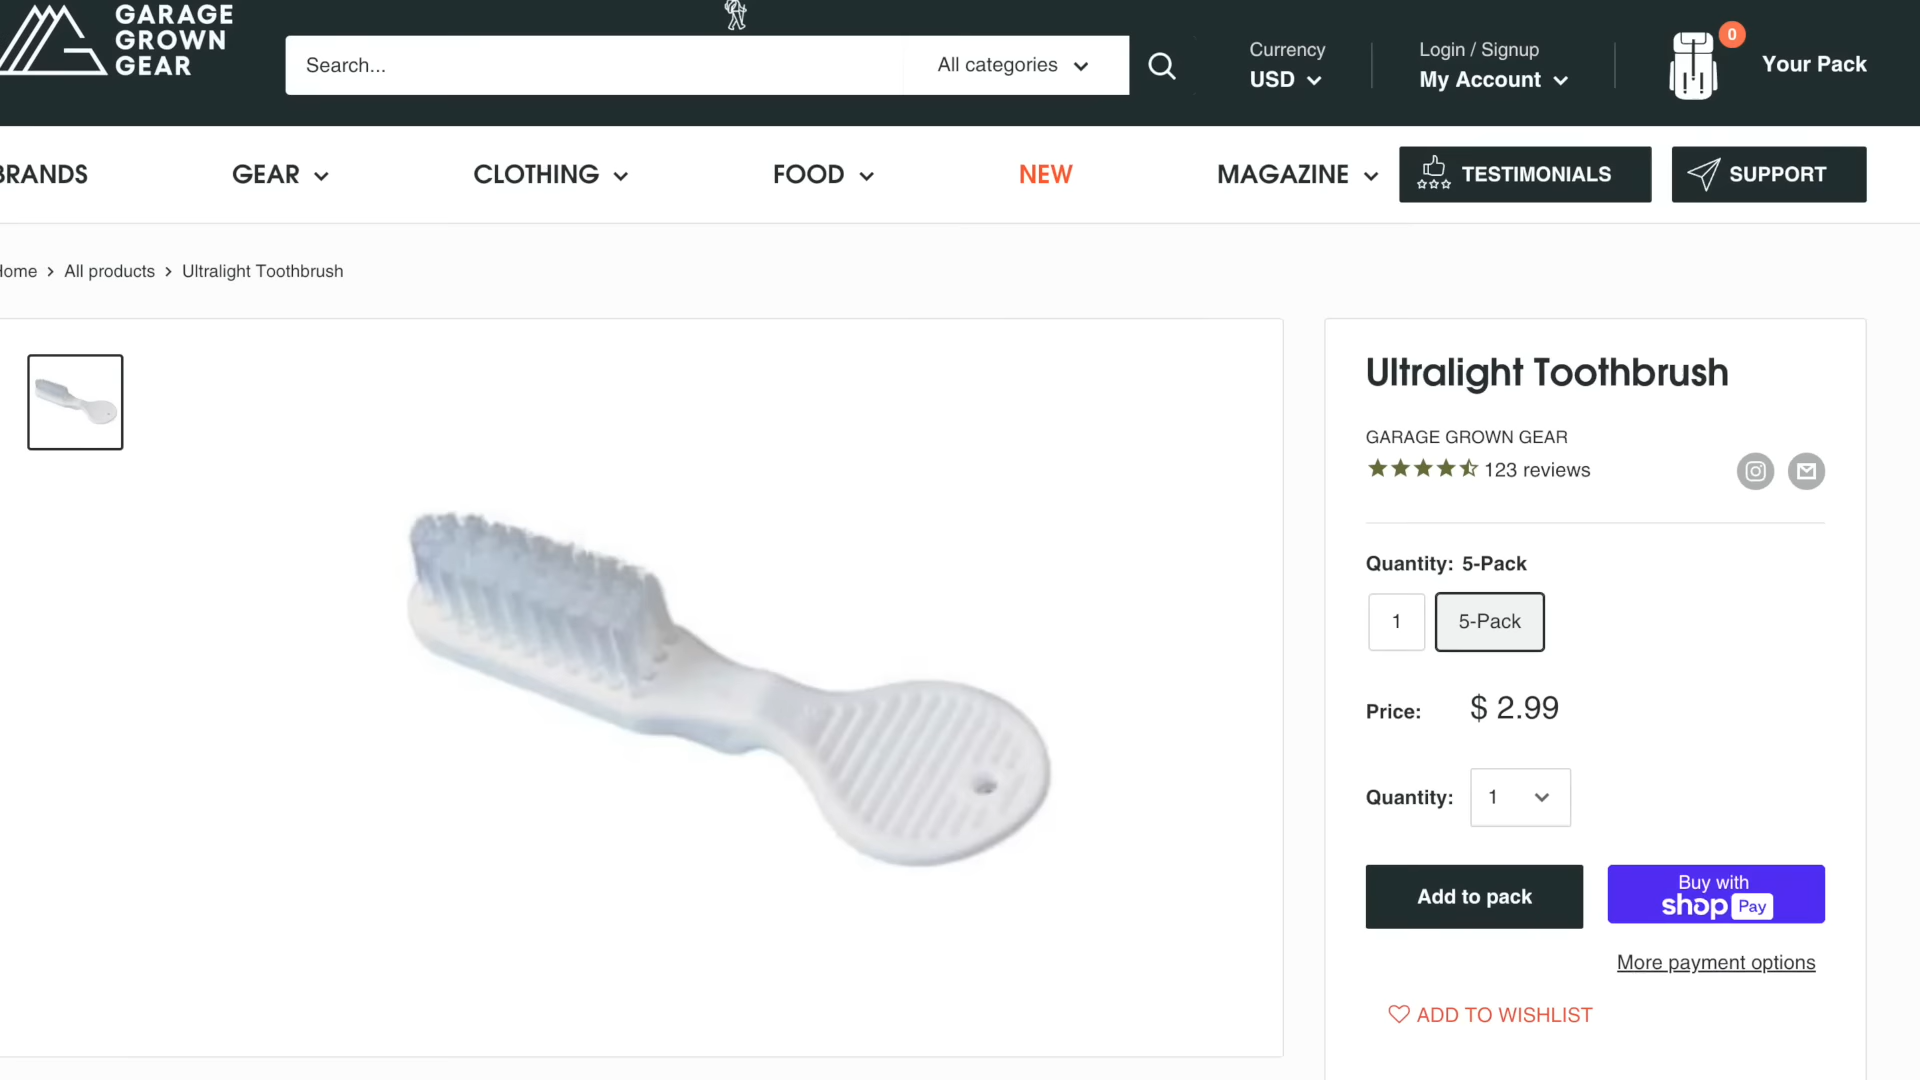 GARAGE
GROWN
GEAR
Search...
All categories
Currency
USD
Login / Signup
My Account
0
Your Pack
BRANDS
GEAR
CLOTHING
FOOD
NEW
MAGAZINE
TESTIMONIALS
SUPPORT
Home > All products > Ultralight Toothbrush
Ultralight Toothbrush
GARAGE GROWN GEAR
123 reviews
Quantity: 5-Pack
1
5-Pack
Price: $ 2.99
Quantity: 1
Add to pack
Buy with
shop Pay
More payment options
ADD TO WISHLIST